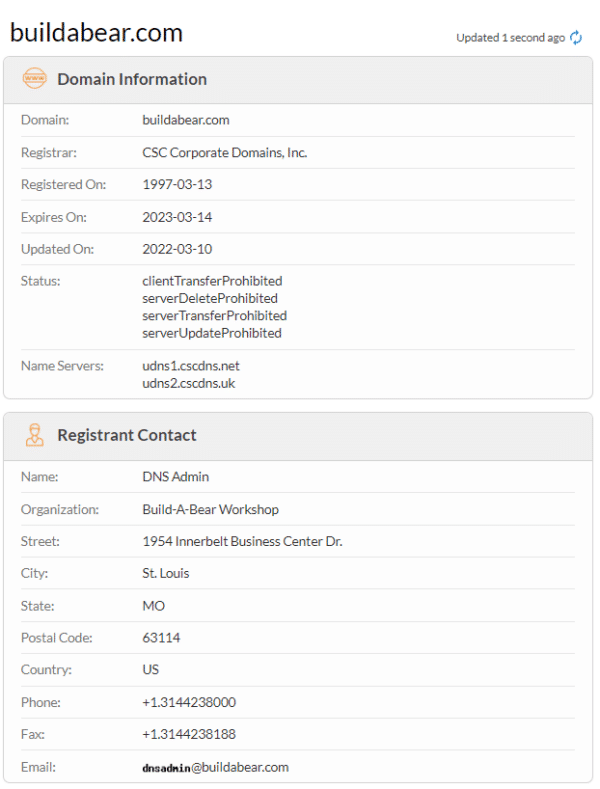 buildabear.com
Updated 1 second ago
www
Domain Information
Domain: buildabear.com
Registrar: CSC Corporate Domains, Inc.
Registered On: 1997-03-13
Expires On: 2023-03-14
Updated On: 2022-03-10
Status: clientTransferProhibited
serverDeleteProhibited
serverTransferProhibited
serverUpdateProhibited
Name Servers: udns1.cscdns.net
udns2.cscdns.uk
Registrant Contact
Name: DNS Admin
Organization: Build-A-Bear Workshop
Street: 1954 Innerbelt Business Center Dr.
City: St. Louis
State: MO
Postal Code: 63114
Country: US
Phone: +1.3144238000
Fax: +1.3144238188
Email: dnsadmin@buildabear.com